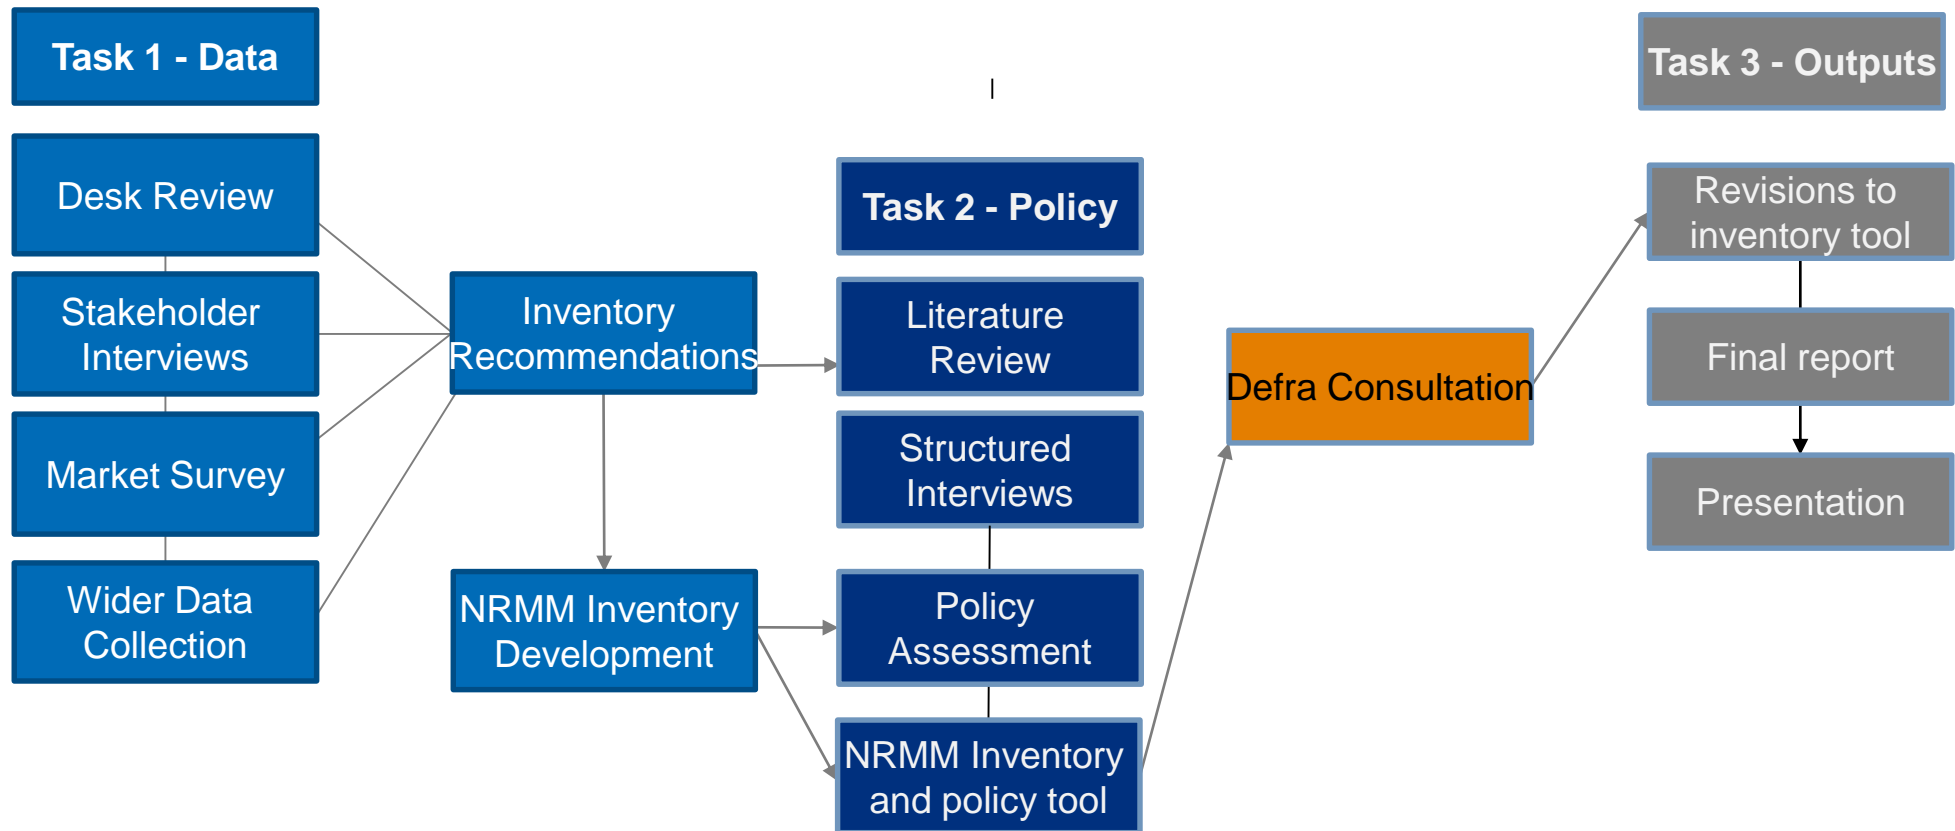 Task 1 - Data
Desk Review
Stakeholder
Interviews
Market Survey
Wider Data
Collection
Inventory
Recommendations
NRMM Inventory
Development
Task 2 - Policy
Literature
Review
Structured
Interviews
Policy
Assessment
NRMM Inventory
and policy tool
Defra Consultation
Task 3 - Outputs
Revisions to
inventory tool
Final report
Presentation